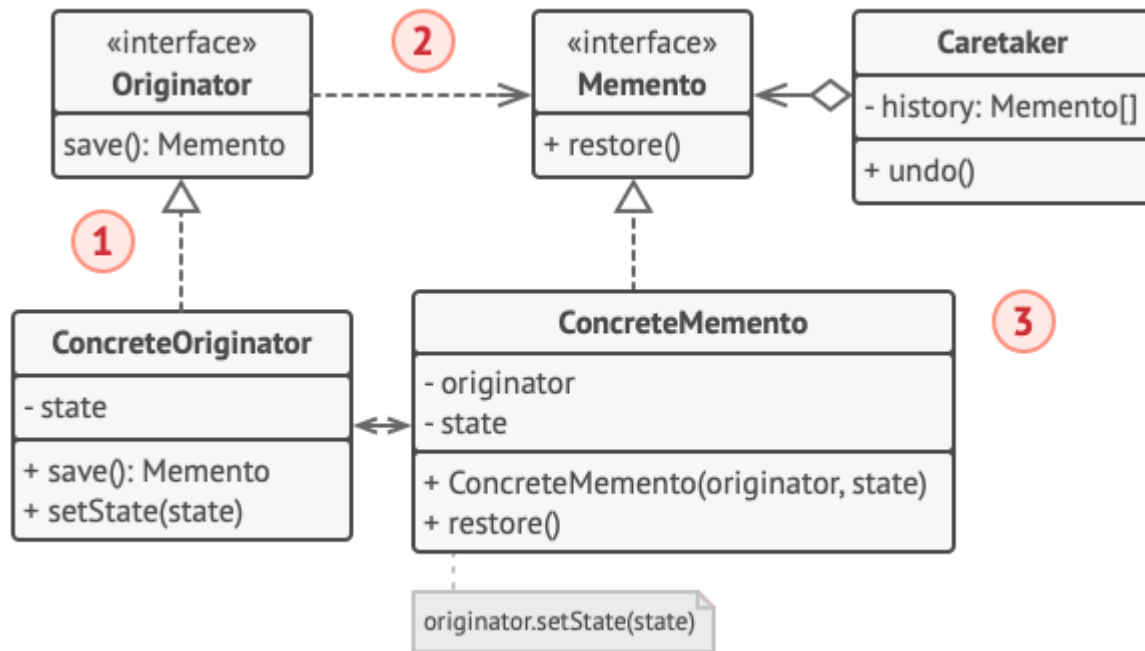 «interface»
Originator
save(): Memento
2
«interface»
Memento
+ restore()
Caretaker
- history: Memento[]
+ undo()
1
ConcreteOriginator
- state
+ save(): Memento
+ setState(state)
ConcreteMemento
- originator
- state
+ ConcreteMemento(originator, state)
+ restore()
3
originator.setState(state)